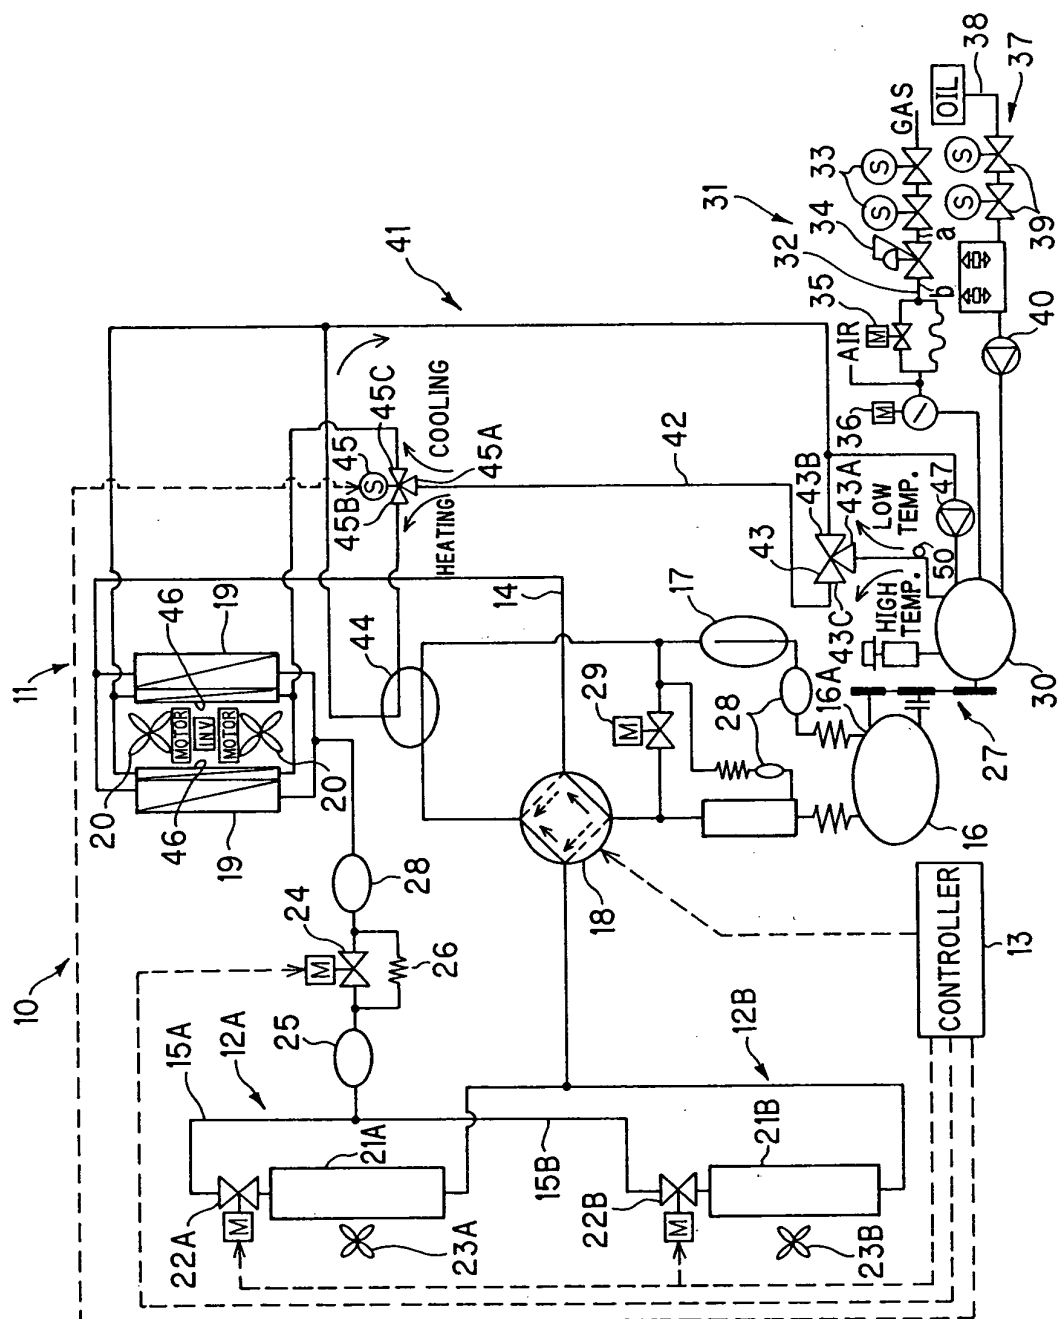 10
11
41
31
37
38
OIL
GAS
S
S
33
S
S
39
34
a
32
b
35
M
AIR
40
36
M
47
LOW
TEMP.
50
43B
43A
43
43C
HIGH
TEMP.
30
42
COOLING
45C
45
S
45A
45B
HEATING
14
44
17
16A
28
29
M
27
16
18
19
46
MOTOR
INV
MOTOR
20
20
46
19
28
24
M
26
25
15A
12A
12B
21A
15B
21B
22A
M
23A
22B
M
23B
CONTROLLER
13